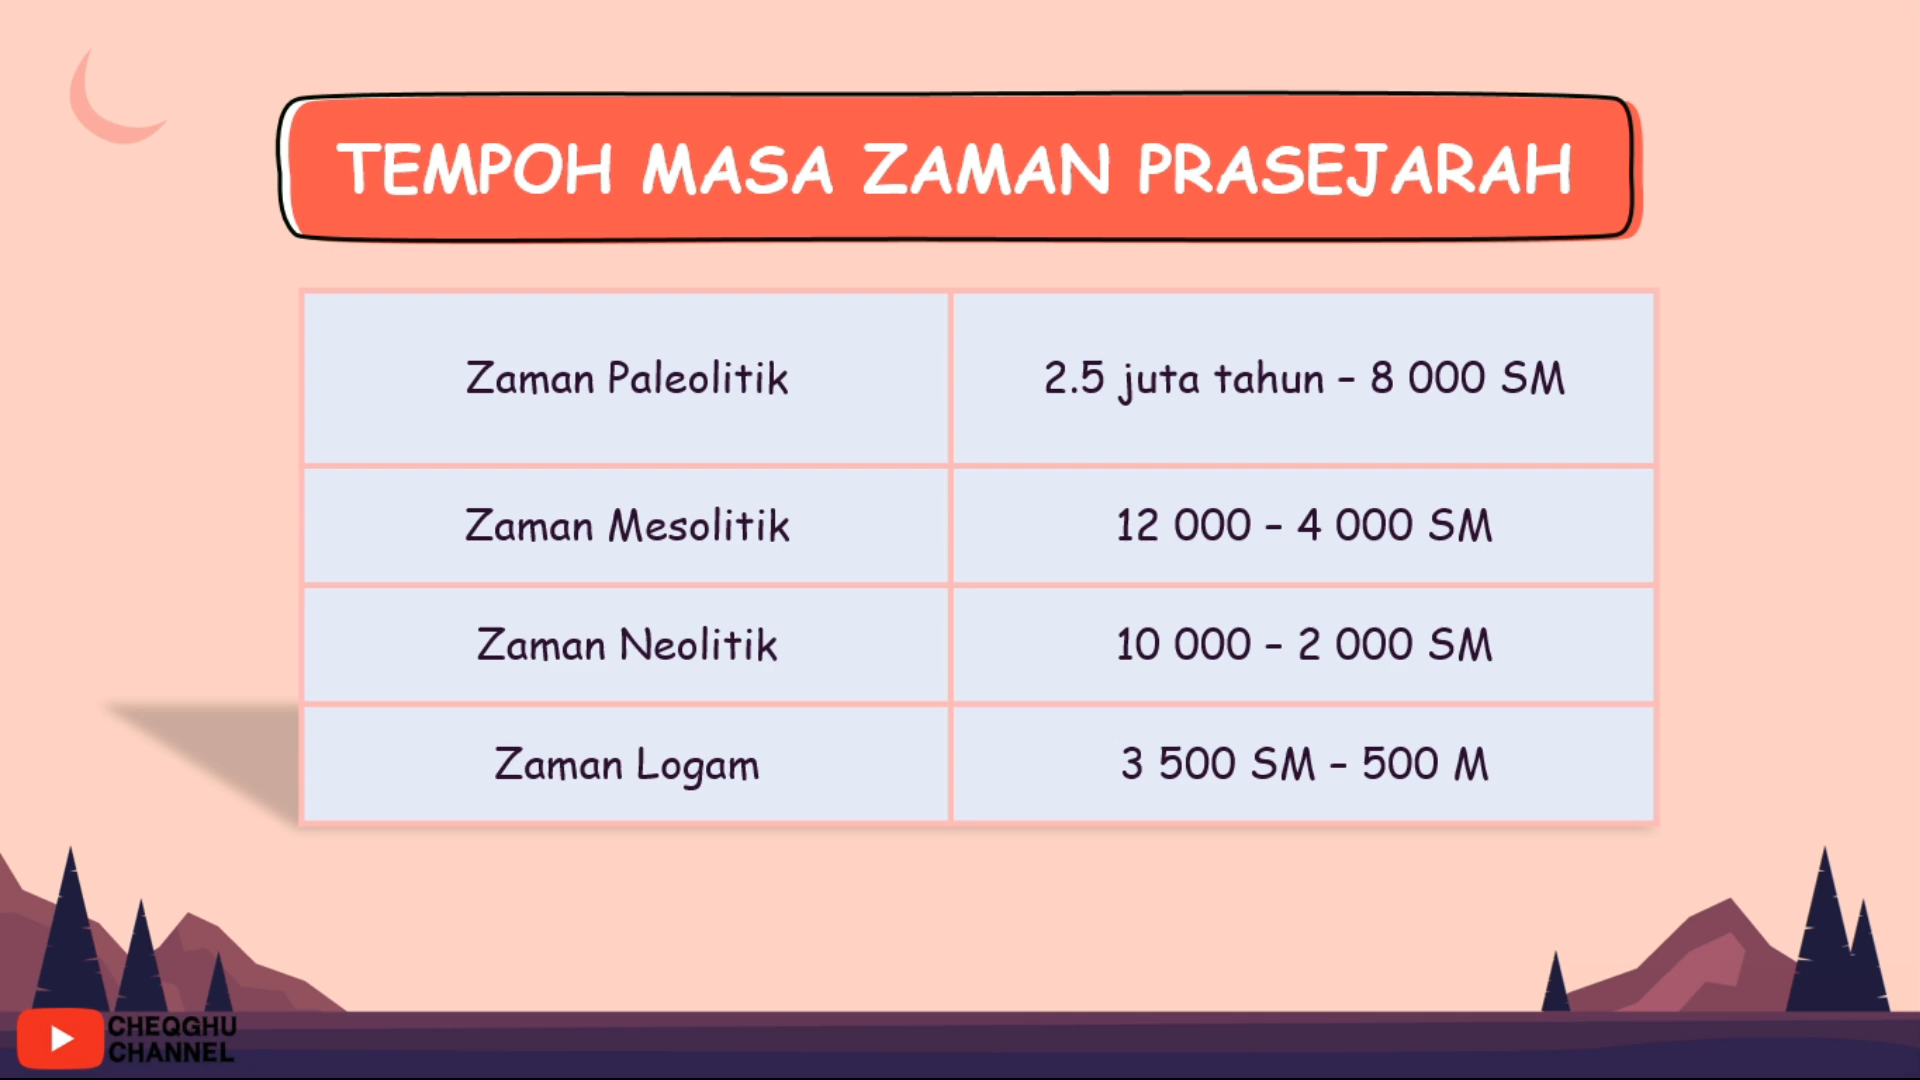 TEMPOH MASA ZAMAN PRASEJARAH
Zaman Paleolitik 2.5 juta tahun – 8 000 SM
Zaman Mesolitik 12 000 – 4 000 SM
Zaman Neolitik 10 000 – 2 000 SM
Zaman Logam 3 500 SM – 500 M
CHEQGHU
CHANNEL